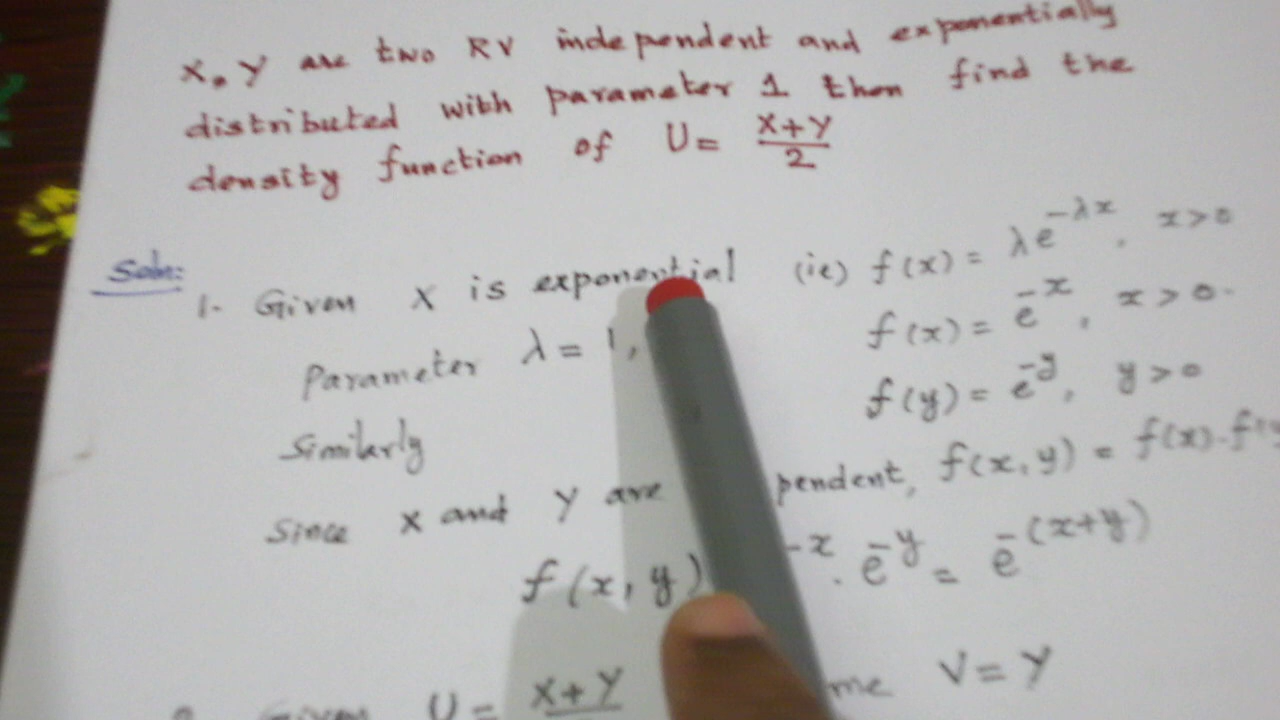 X, Y are two RV independent and exponentially
distributed with parameter 1 then find the
density function of U = X+Y/2
Soln:
1. Given X is exponential (ie) f(x) = λe^-λx, x>0
Parameter λ = 1, f(x) = e^-x, x>0.
Similarly f(y) = e^-y, y>0
Since X and Y are pendent, f(x,y) = f(x).f(y
f(x,y) -x . e^-y = e^-(x+y)
Given U = X+Y me V = Y